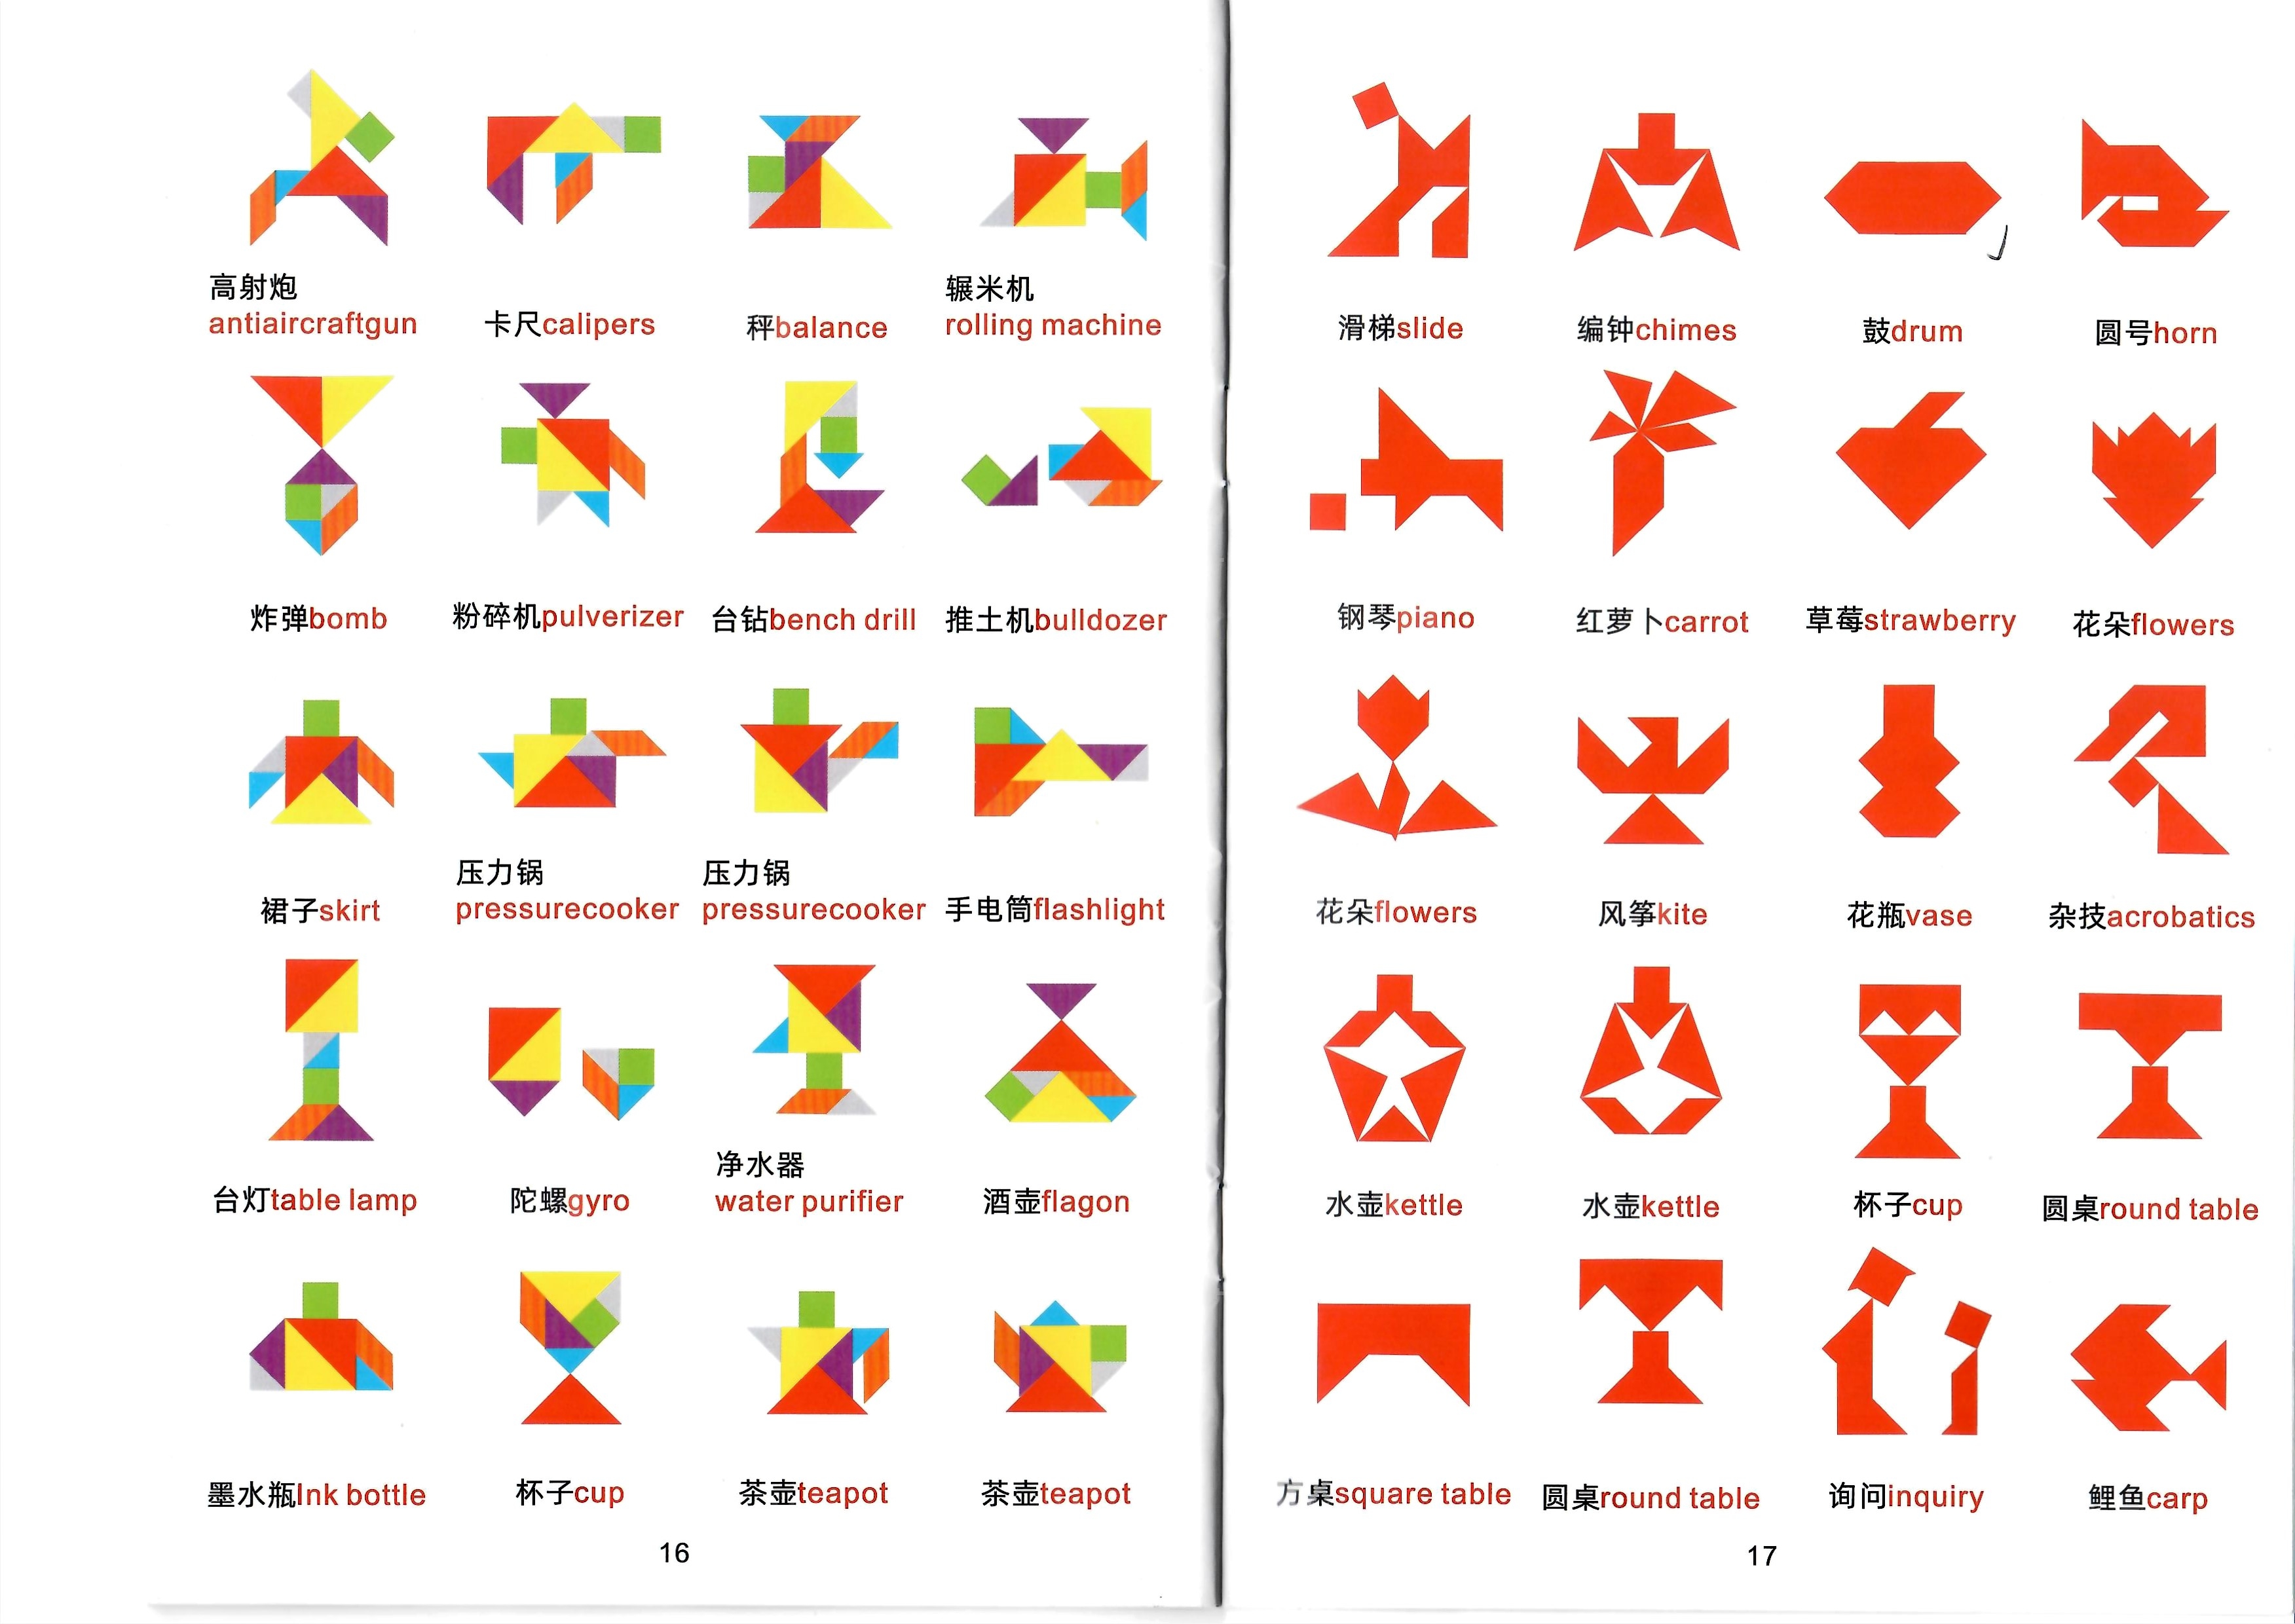 高射炮
antiaircraftgun
卡尺calipers
秤balance
辗米机
rolling machine
炸弹bomb
粉碎机pulverizer
台钻bench drill
推土机bulldozer
裙子skirt
压力锅
pressurecooker
压力锅
pressurecooker
手电筒flashlight
台灯table lamp
陀螺gyro
净水器
water purifier
酒壶flagon
墨水瓶Ink bottle
杯子cup
茶壶teapot
茶壶teapot
16
滑梯slide
编钟chimes
鼓drum
圆号horn
钢琴piano
红萝卜carrot
草莓strawberry
花朵flowers
花朵flowers
风筝kite
花瓶vase
杂技acrobatics
水壶kettle
水壶kettle
杯子cup
圆桌round table
方桌square table
圆桌round table
询问inquiry
鲤鱼carp
17